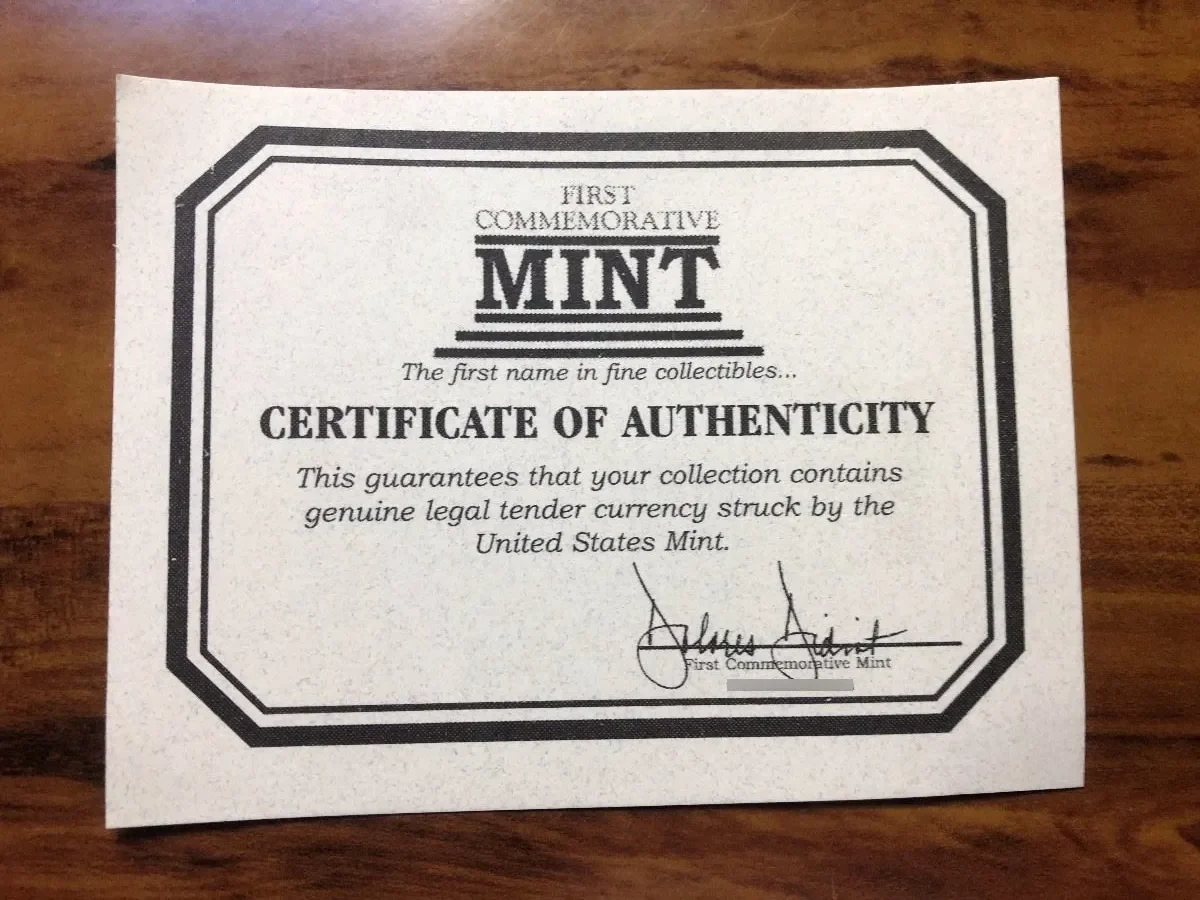 FIRST
COMMEMORATIVE
MINT
The first name in fine collectibles...
CERTIFICATE OF AUTHENTICITY
This guarantees that your collection contains
genuine legal tender currency struck by the
United States Mint.
Dolores
First Commemorative Mint